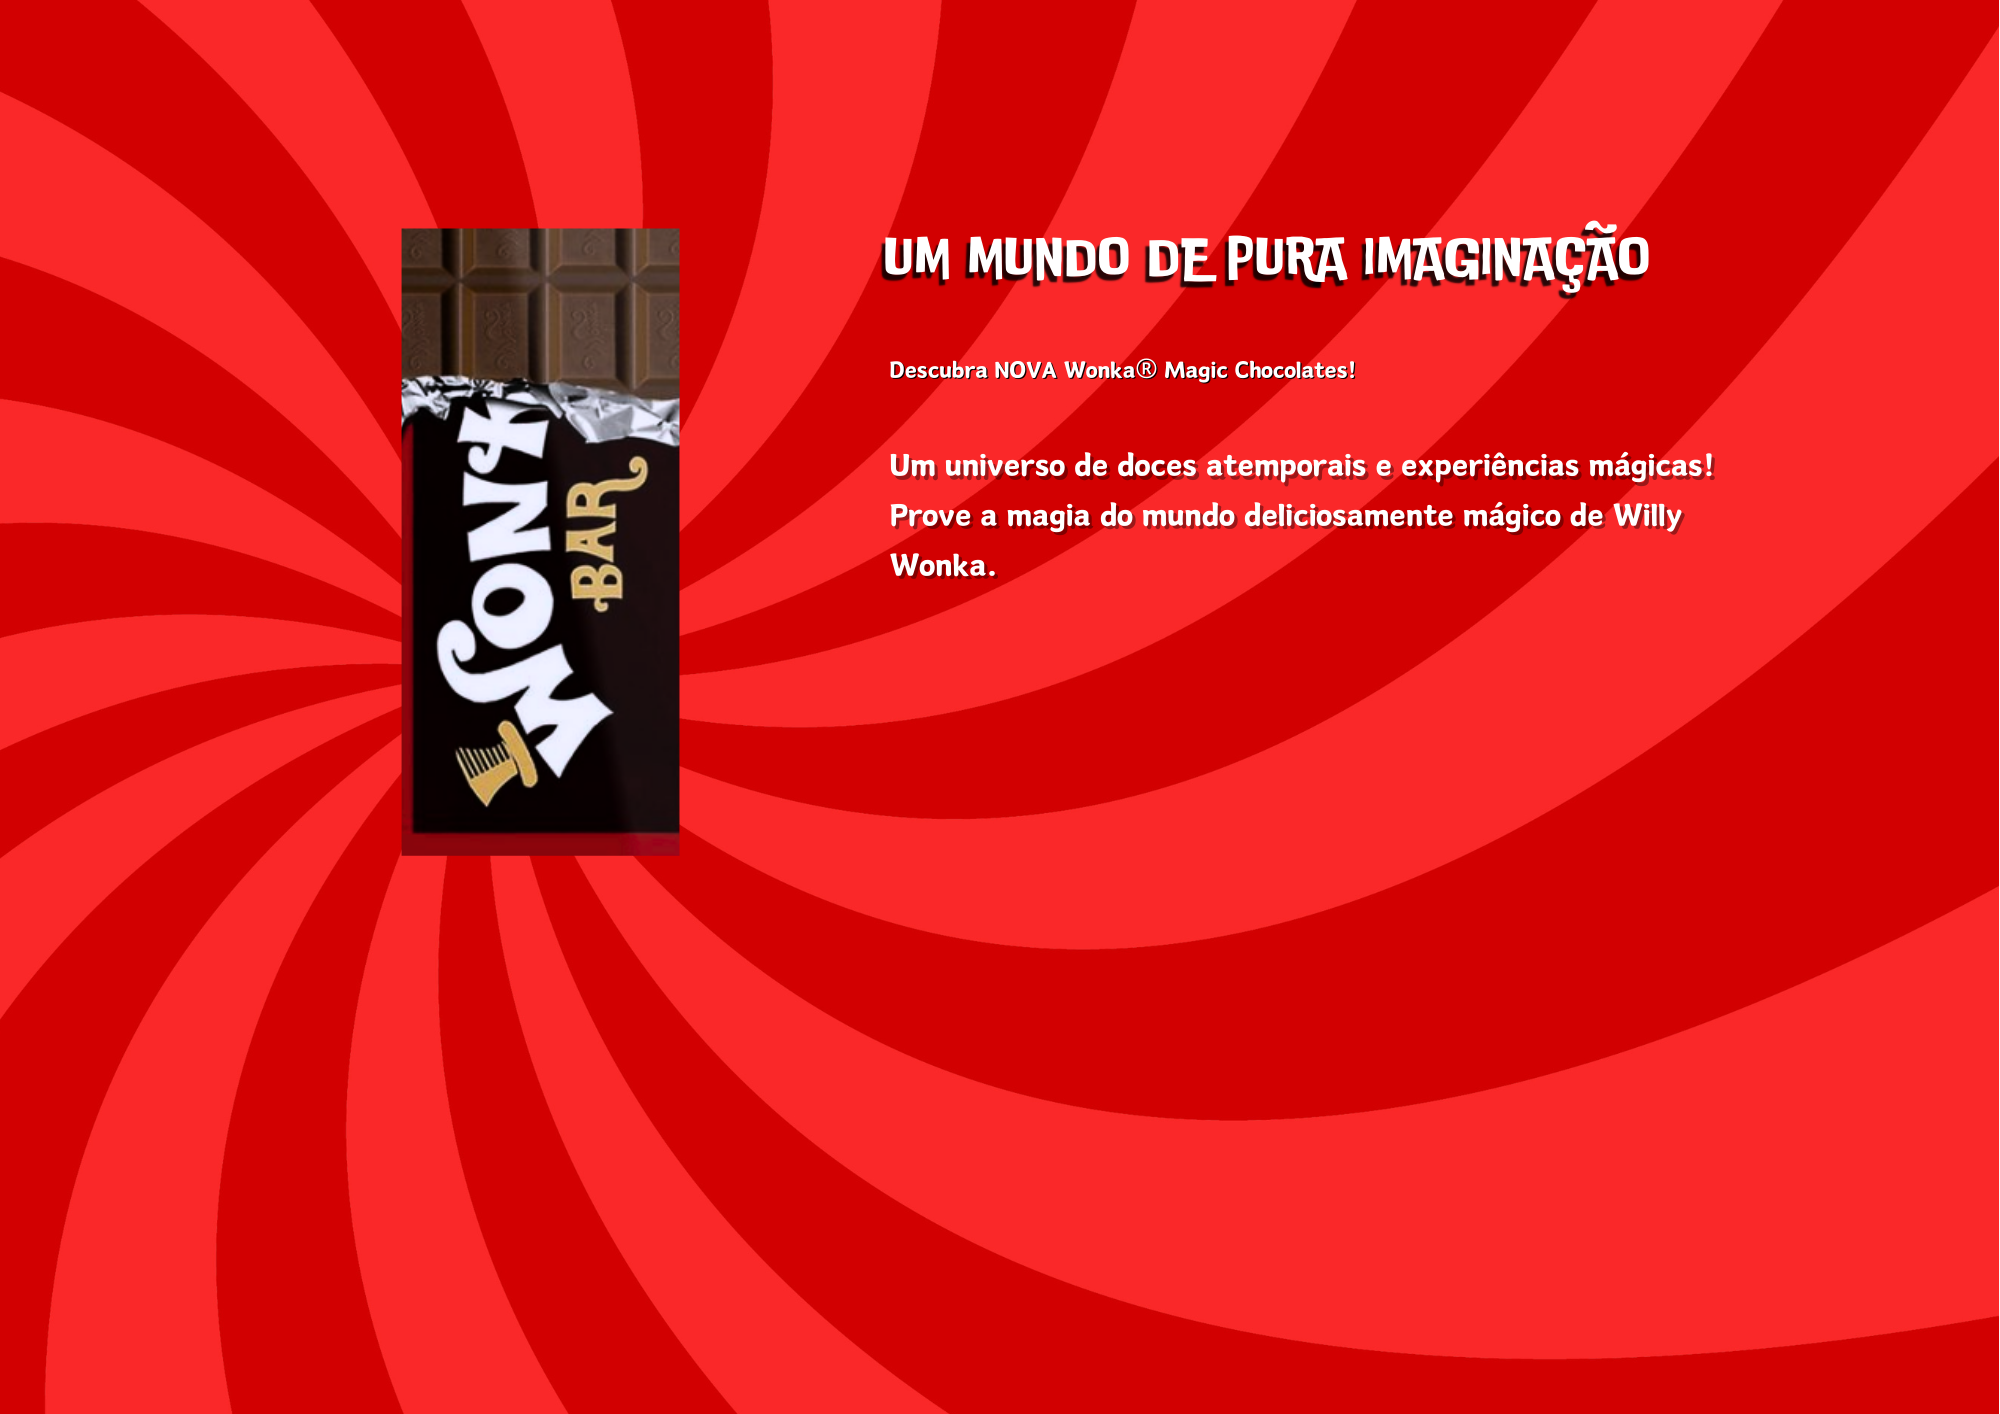 UM MUNDO DE PURA IMAGINAÇÃO
Descubra NOVA Wonka® Magic Chocolates!
Um universo de doces atemporais e experiências mágicas!
Prove a magia do mundo deliciosamente mágico de Willy
Wonka.
WONK
BAR